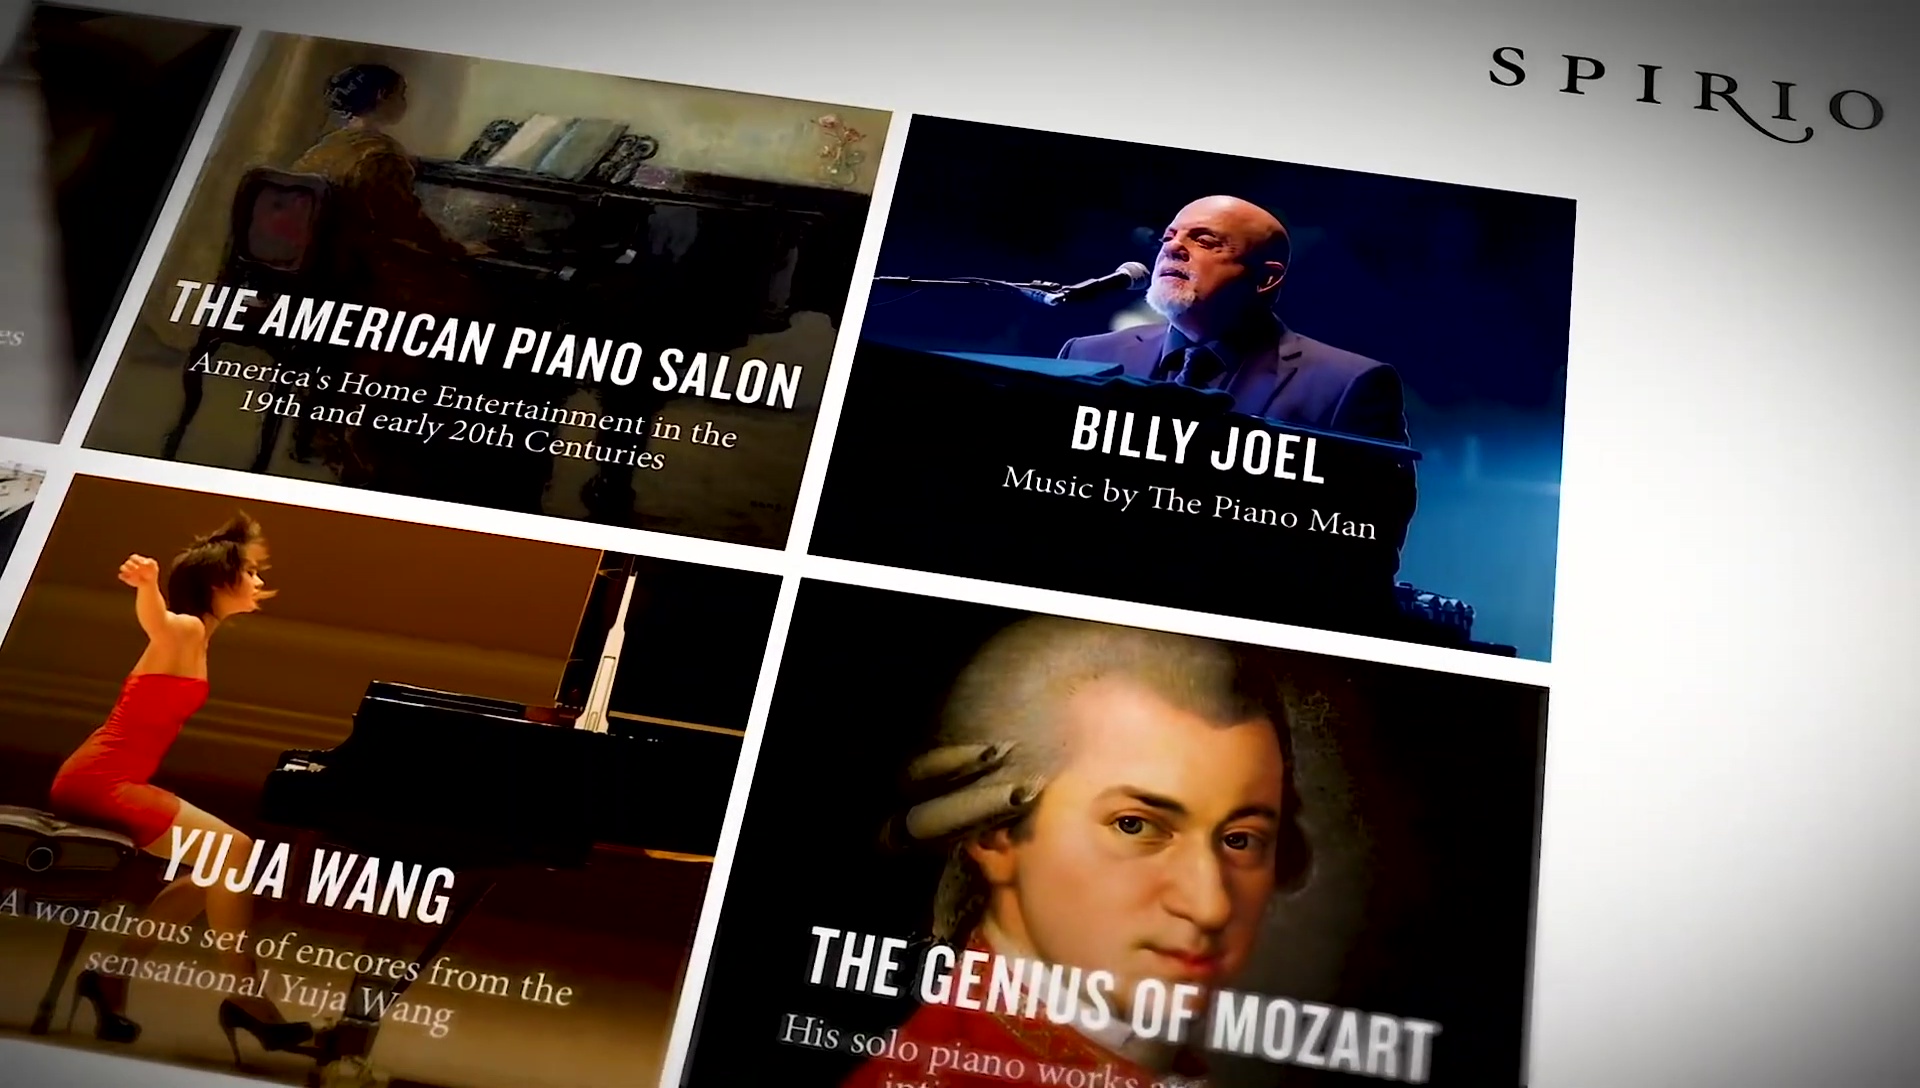 SPIRIO
es
THE AMERICAN PIANO SALON
America's Home Entertainment in the
19th and early 20th Centuries
BILLY JOEL
Music by The Piano Man
YUJA WANG
A wondrous set of encores from the
sensational Yuja Wang
THE GENIUS OF MOZART
His solo piano works